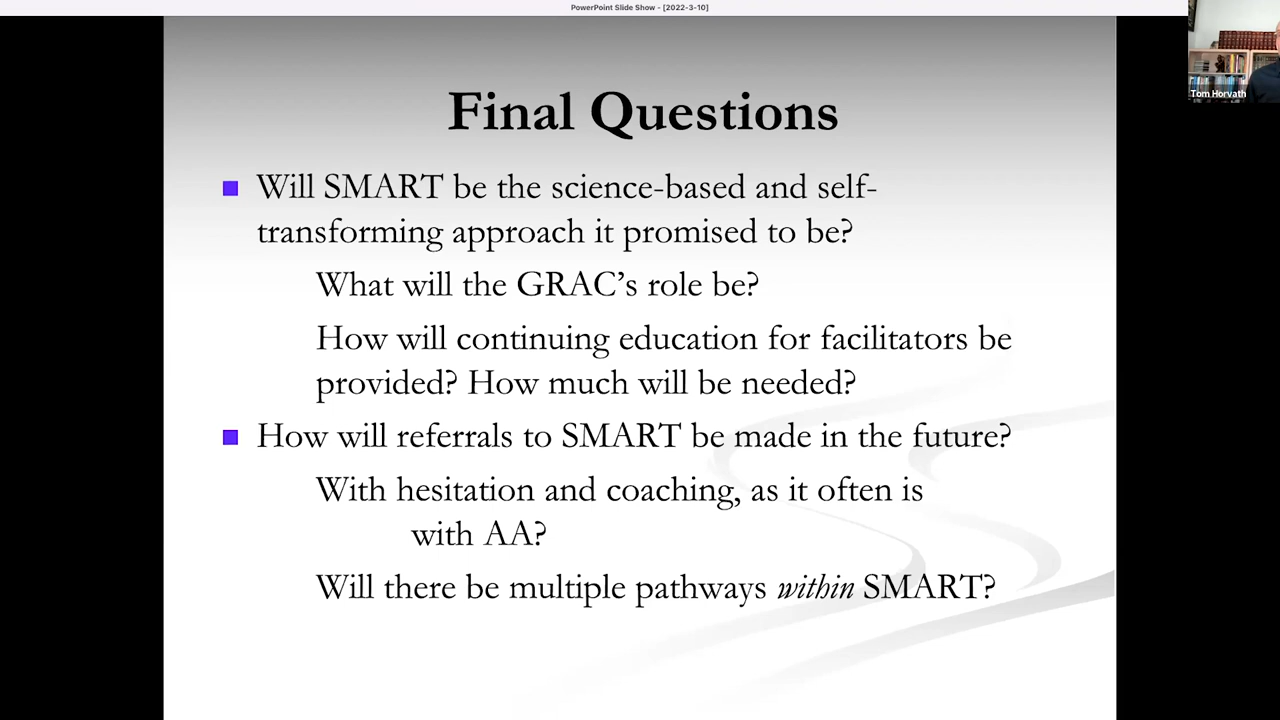 PowerPoint Slide Show - [2022-3-10]
Tom Horvath
Final Questions
Will SMART be the science-based and self-
transforming approach it promised to be?
What will the GRAC’s role be?
How will continuing education for facilitators be
provided? How much will be needed?
How will referrals to SMART be made in the future?
With hesitation and coaching, as it often is
with AA?
Will there be multiple pathways within SMART?